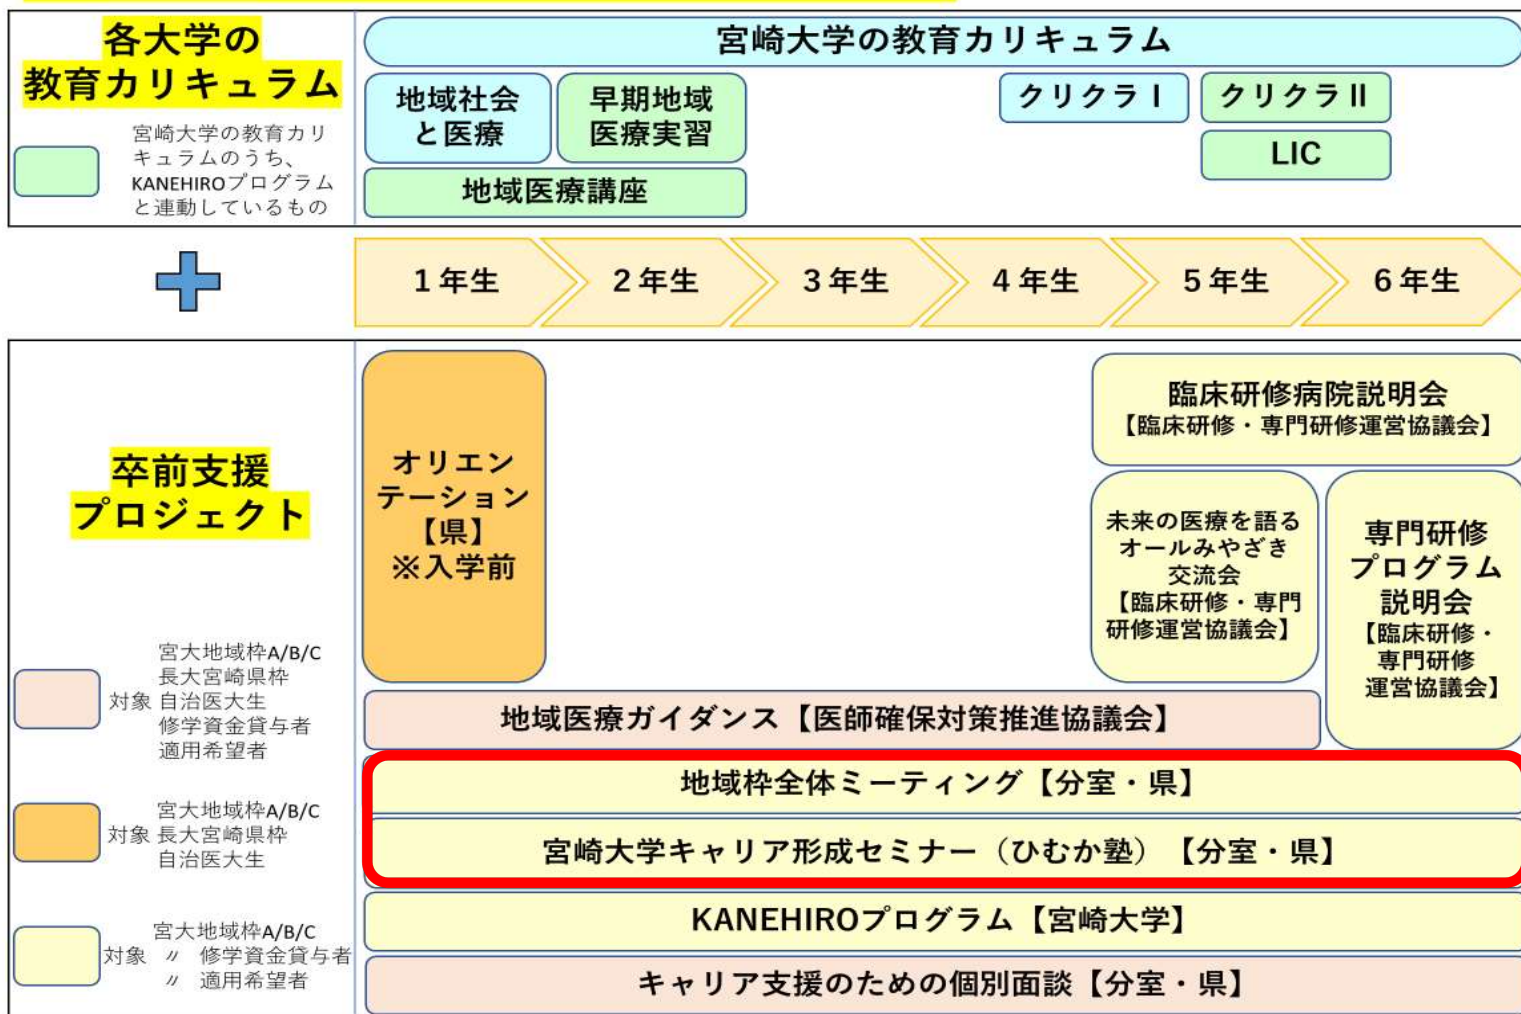 各大学の
教育カリキュラム
宮崎大学の教育カリ
キュラムのうち、
KANEHIROプログラム
と連動しているもの
宮崎大学の教育カリキュラム
地域社会
と医療
早期地域
医療実習
地域医療講座
クリクラⅠ
クリクラⅡ
LIC
1年生
2年生
3年生
4年生
5年生
6年生
卒前支援
プロジェクト
宮大地域枠A/B/C
長大宮崎県枠
対象 自治医大生
修学資金貸与者
適用希望者
宮大地域枠A/B/C
対象 長大宮崎県枠
自治医大生
宮大地域枠A/B/C
対象 〃 修学資金貸与者
〃 適用希望者
オリエン
テーション
【県】
※入学前
臨床研修病院説明会
【臨床研修・専門研修運営協議会】
未来の医療を語る
オールみやざき
交流会
【臨床研修・専門
研修運営協議会】
専門研修
プログラム
説明会
【臨床研修・
専門研修
運営協議会】
地域医療ガイダンス【医師確保対策推進協議会】
地域枠全体ミーティング【分室・県】
宮崎大学キャリア形成セミナー（ひむか塾）【分室・県】
KANEHIROプログラム【宮崎大学】
キャリア支援のための個別面談【分室・県】